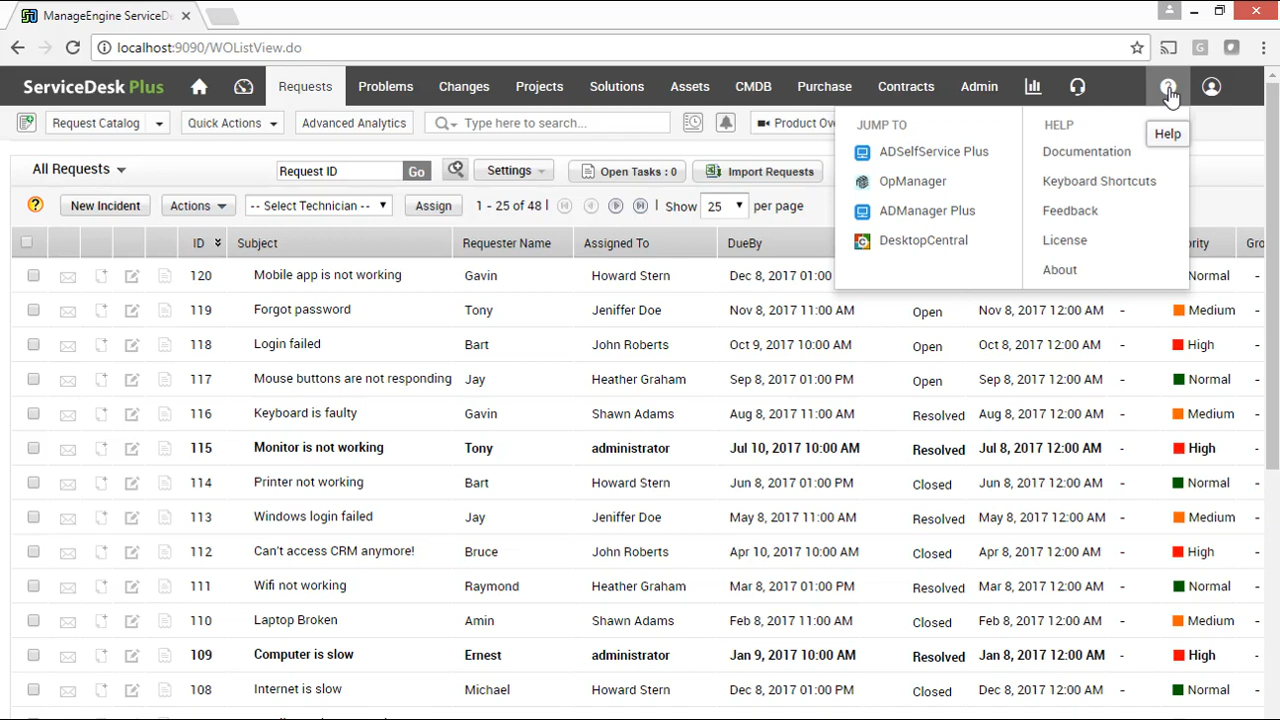 ManageEngine ServiceDes
localhost:9090/WOListView.do
ServiceDesk Plus Requests Problems Changes Projects Solutions Assets CMDB Purchase Contracts Admin
Request Catalog Quick Actions Advanced Analytics Type here to search... Product Ov
JUMP TO
ADSelfService Plus
OpManager
ADManager Plus
DesktopCentral
HELP
Documentation
Keyboard Shortcuts
Feedback
License
About
Help
All Requests Request ID Go Settings Open Tasks : 0 Import Requests
New Incident Actions -- Select Technician -- Assign 1 - 25 of 48 Show 25 per page
ID Subject Requester Name Assigned To DueBy ority Gro
120 Mobile app is not working Gavin Howard Stern Dec 8, 2017 01:00 Normal -
119 Forgot password Tony Jeniffer Doe Nov 8, 2017 11:00 AM Open Nov 8, 2017 12:00 AM - Medium -
118 Login failed Bart John Roberts Oct 9, 2017 10:00 AM Open Oct 8, 2017 12:00 AM - High -
117 Mouse buttons are not responding Jay Heather Graham Sep 8, 2017 01:00 PM Open Sep 8, 2017 12:00 AM - Normal -
116 Keyboard is faulty Gavin Shawn Adams Aug 8, 2017 11:00 AM Resolved Aug 8, 2017 12:00 AM - Medium -
115 Monitor is not working Tony administrator Jul 10, 2017 10:00 AM Resolved Jul 8, 2017 12:00 AM - High -
114 Printer not working Bart Howard Stern Jun 8, 2017 01:00 PM Closed Jun 8, 2017 12:00 AM - Normal -
113 Windows login failed Jay Jeniffer Doe May 8, 2017 11:00 AM Resolved May 8, 2017 12:00 AM - Medium -
112 Can't access CRM anymore! Bruce John Roberts Apr 10, 2017 10:00 AM Closed Apr 8, 2017 12:00 AM - High -
111 Wifi not working Raymond Heather Graham Mar 8, 2017 01:00 PM Resolved Mar 8, 2017 12:00 AM - Normal -
110 Laptop Broken Amin Shawn Adams Feb 8, 2017 11:00 AM Closed Feb 8, 2017 12:00 AM - Medium -
109 Computer is slow Ernest administrator Jan 9, 2017 10:00 AM Resolved Jan 8, 2017 12:00 AM - High -
108 Internet is slow Michael Howard Stern Dec 8, 2017 01:00 PM Closed Dec 8, 2017 12:00 AM - Normal -